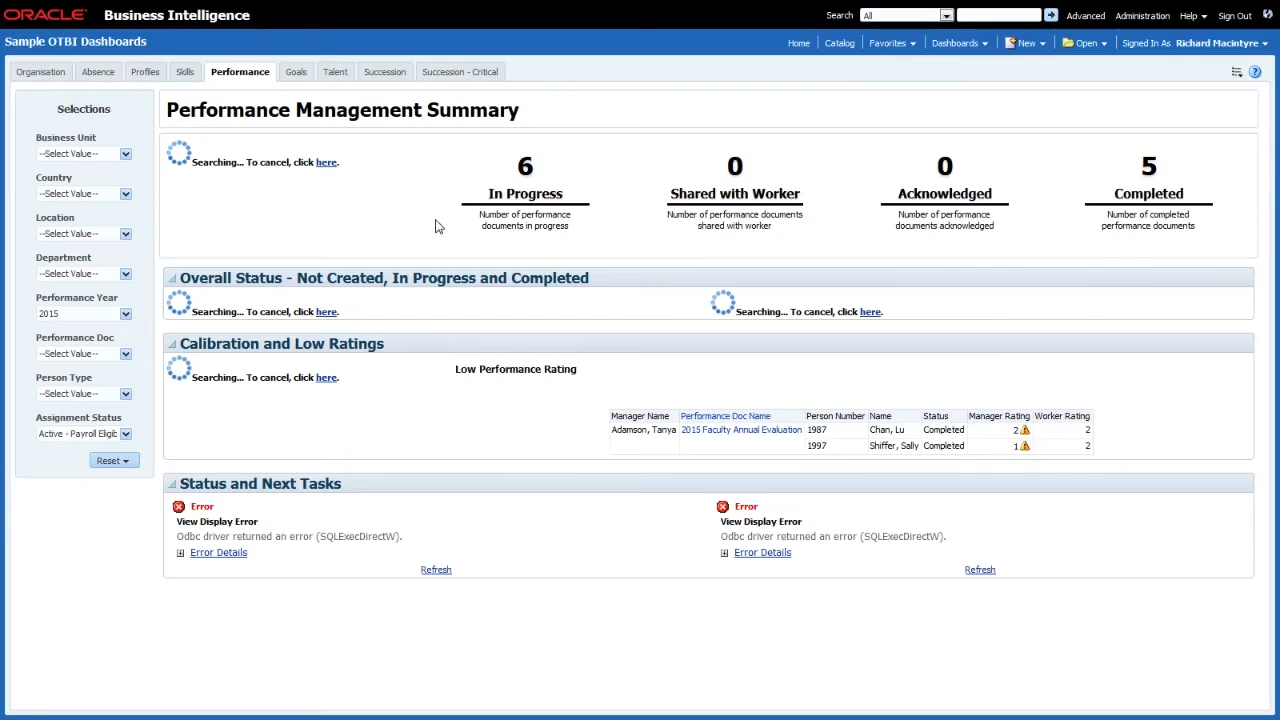 ORACLE Business Intelligence
Search All Advanced Administration Help Sign Out
Sample OTBI Dashboards
Home Catalog Favorites Dashboards New Open Signed In As Richard Macintyre
Organisation Absence Profiles Skills Performance Goals Talent Succession Succession - Critical
Selections
Business Unit
--Select Value--
Country
--Select Value--
Location
--Select Value--
Department
--Select Value--
Performance Year
2015
Performance Doc
--Select Value--
Person Type
--Select Value--
Assignment Status
Active - Payroll Eligib
Reset
Performance Management Summary
Searching... To cancel, click here.
6
In Progress
Number of performance
documents in progress
0
Shared with Worker
Number of performance documents
shared with worker
0
Acknowledged
Number of performance
documents acknowledged
5
Completed
Number of completed
performance documents
Overall Status - Not Created, In Progress and Completed
Searching... To cancel, click here.
Searching... To cancel, click here.
Calibration and Low Ratings
Searching... To cancel, click here.
Low Performance Rating
Manager Name Performance Doc Name Person Number Name Status Manager Rating Worker Rating
Adamson, Tanya 2015 Faculty Annual Evaluation 1987 Chan, Lu Completed 2 2
1997 Shiffer, Sally Completed 1 2
Status and Next Tasks
Error
View Display Error
Odbc driver returned an error (SQLExecDirectW).
Error Details
Refresh
Error
View Display Error
Odbc driver returned an error (SQLExecDirectW).
Error Details
Refresh